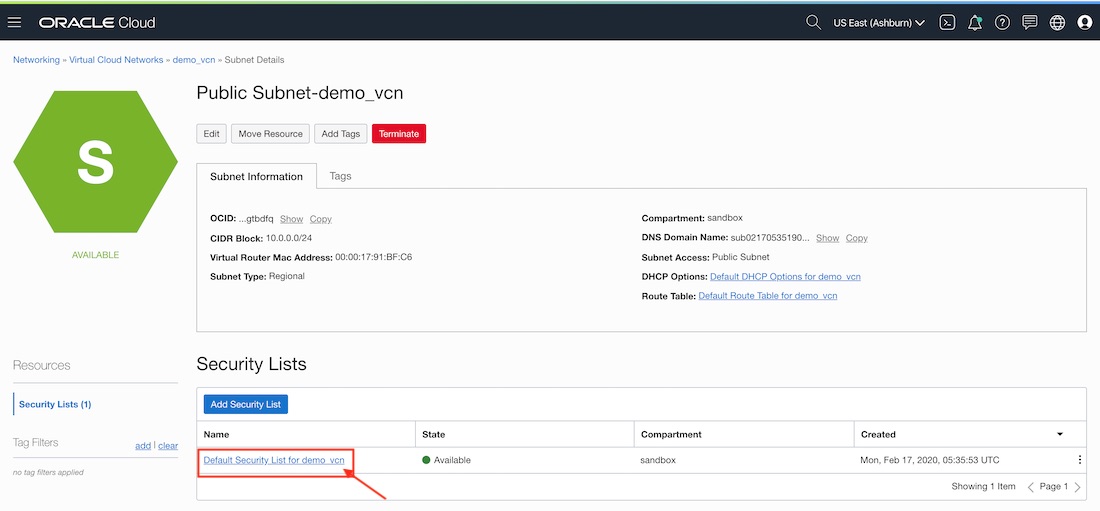 ORACLE Cloud
US East (Ashburn)
Networking » Virtual Cloud Networks » demo_vcn » Subnet Details
S
AVAILABLE
Public Subnet-demo_vcn
Edit Move Resource Add Tags Terminate
Subnet Information Tags
OCID: ...gtbdfq Show Copy
CIDR Block: 10.0.0.0/24
Virtual Router Mac Address: 00:00:17:91:BF:C6
Subnet Type: Regional
Compartment: sandbox
DNS Domain Name: sub02170535190... Show Copy
Subnet Access: Public Subnet
DHCP Options: Default DHCP Options for demo_vcn
Route Table: Default Route Table for demo_vcn
Resources
Security Lists (1)
Tag Filters add | clear
no tag filters applied
Security Lists
Add Security List
Name State Compartment Created
Default Security List for demo_vcn Available sandbox Mon, Feb 17, 2020, 05:35:53 UTC
Showing 1 Item < Page 1 >